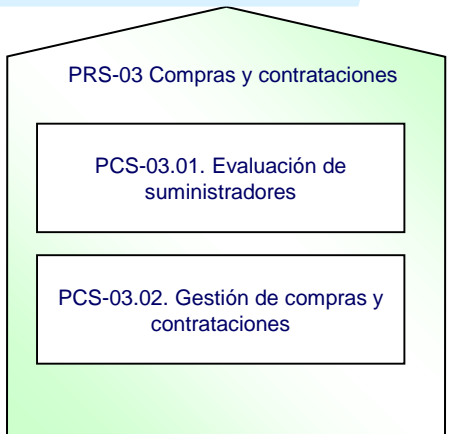 PRS-03 Compras y contrataciones
PCS-03.01. Evaluación de
suministradores
PCS-03.02. Gestión de compras y
contrataciones